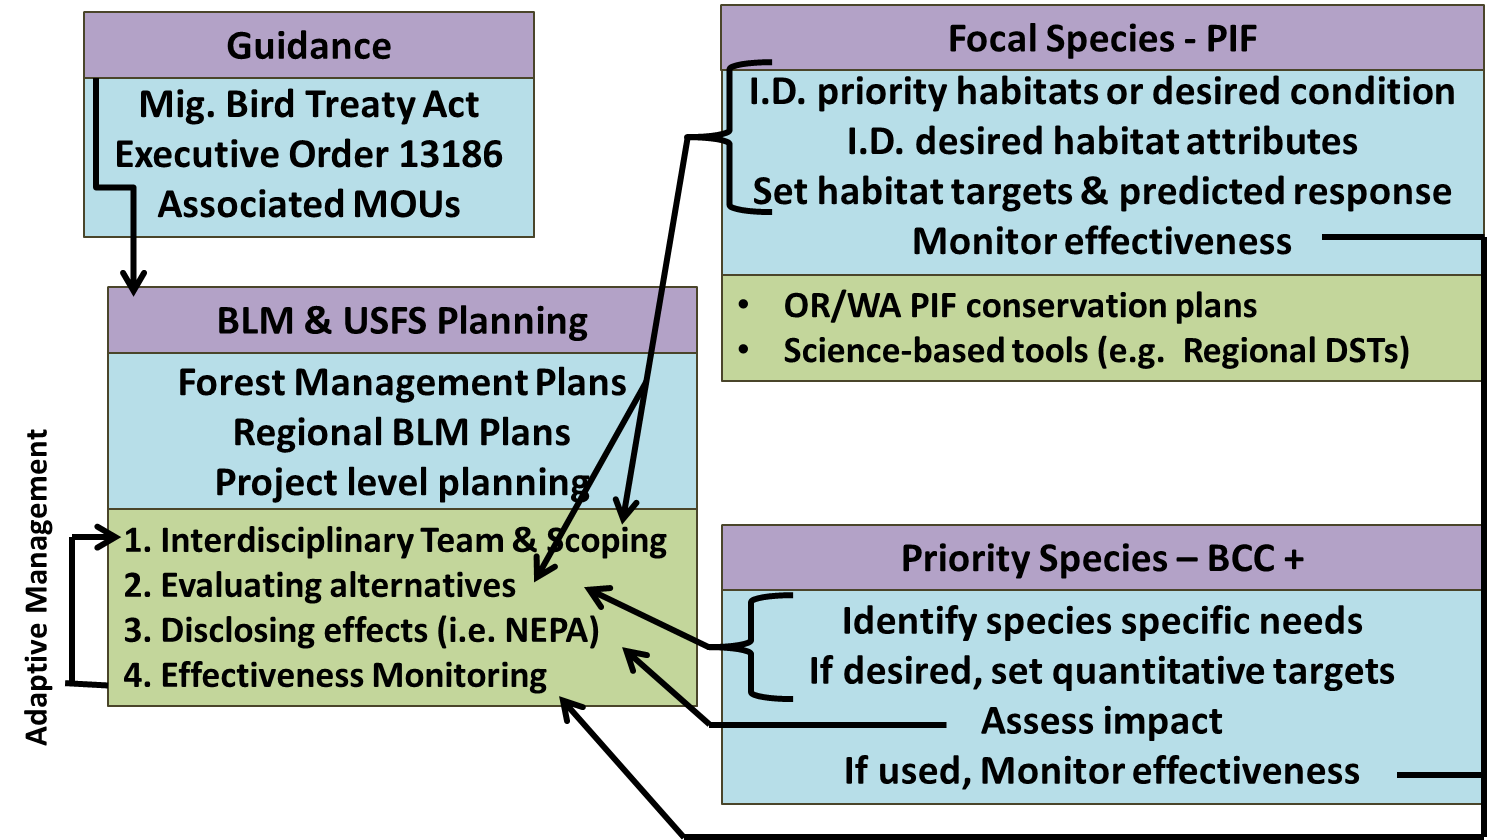 Guidance
Mig. Bird Treaty Act
Executive Order 13186
Associated MOUs
BLM & USFS Planning
Forest Management Plans
Regional BLM Plans
Project level planning
1. Interdisciplinary Team & Scoping
2. Evaluating alternatives
3. Disclosing effects (i.e. NEPA)
4. Effectiveness Monitoring
Adaptive Management
Focal Species - PIF
I.D. priority habitats or desired condition
I.D. desired habitat attributes
Set habitat targets & predicted response
Monitor effectiveness
• OR/WA PIF conservation plans
• Science-based tools (e.g. Regional DSTs)
Priority Species – BCC +
Identify species specific needs
If desired, set quantitative targets
Assess impact
If used, Monitor effectiveness